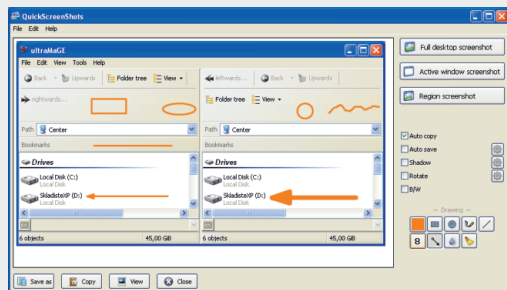 QuickScreenShots
File Edit Help
ultraMaGE
File Edit View Tools Help
Back Upwards Folder tree View
leftwards... Back Upwards
rightwards...
Folder tree View
Path Center
Path Center
Bookmarks
Bookmarks
Drives
Drives
Local Disk (C:)
Local Disk
Local Disk (C:)
Local Disk
SkladisteXP (D:)
Local Disk
SkladisteXP (D:)
Local Disk
6 objects 45,00 GB
6 objects 45,00 GB
Full desktop screenshot
Active window screenshot
Region screenshot
Auto copy
Auto save
Shadow
Rotate
B/W
Drawing
8
Save as Copy View Close